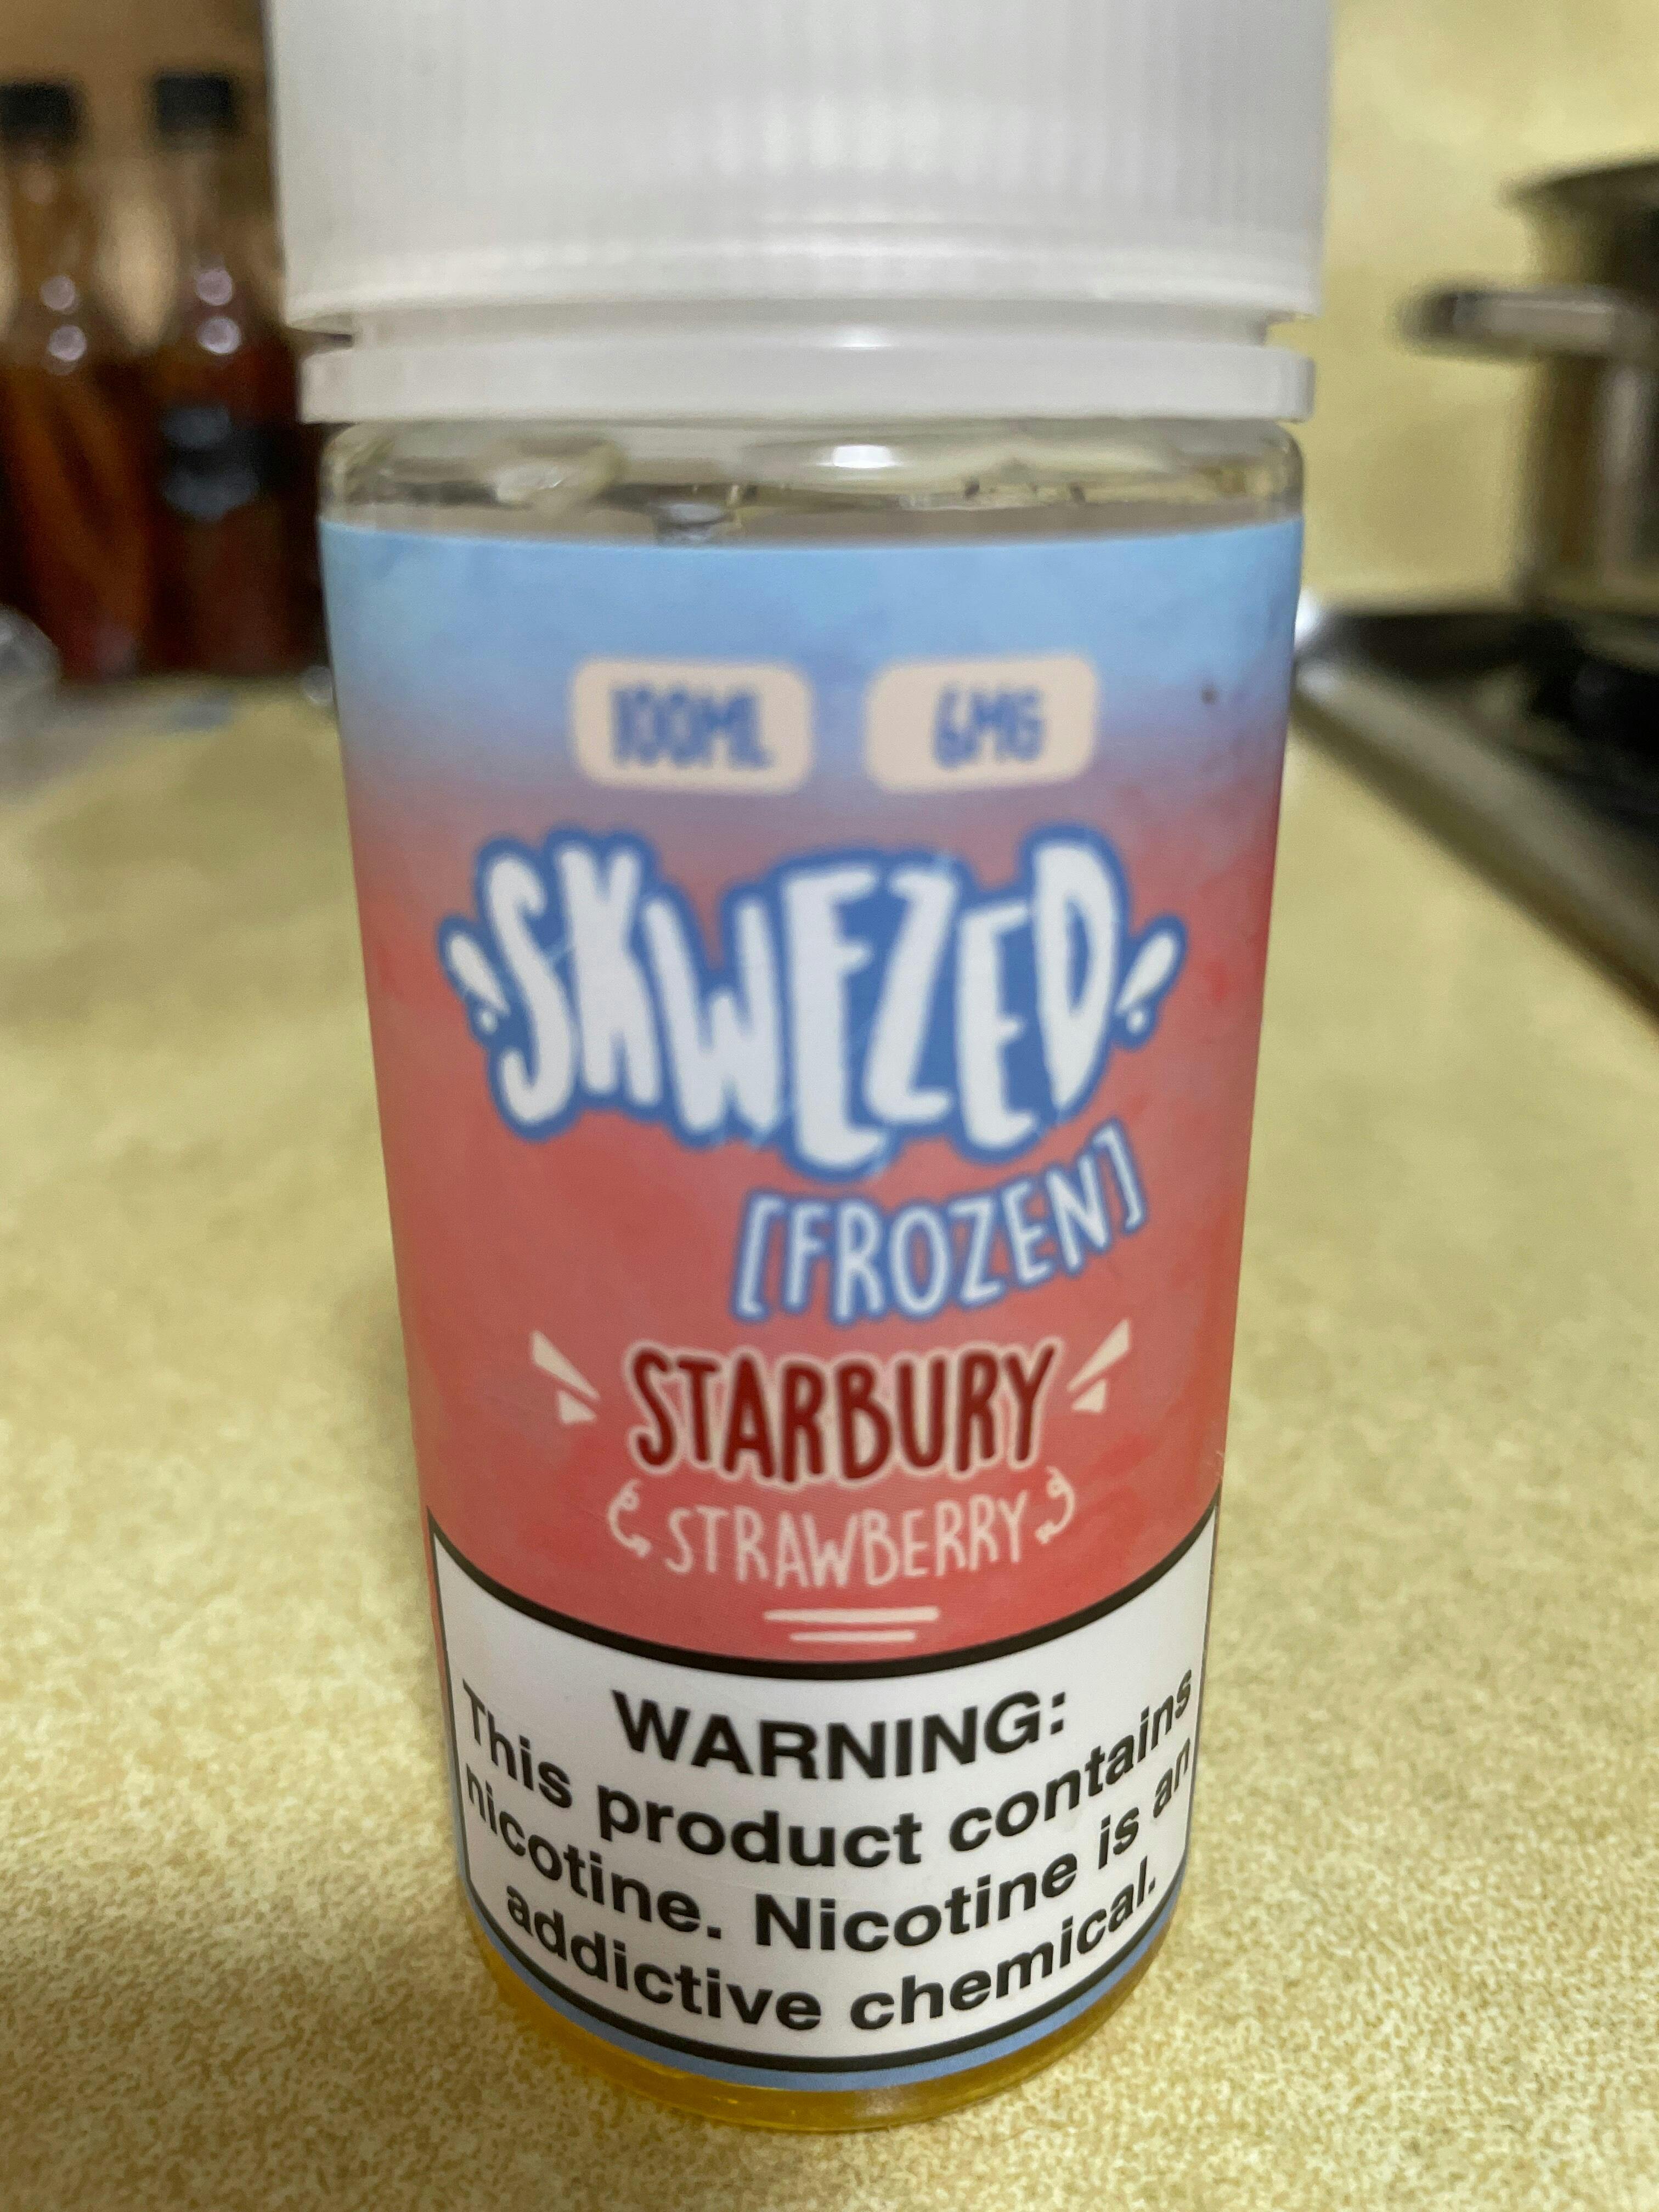 100ML 6MG
SKWEZED
[FROZEN]
STARBURY
STRAWBERRY
WARNING:
This product contains
nicotine. Nicotine is an
addictive chemical.